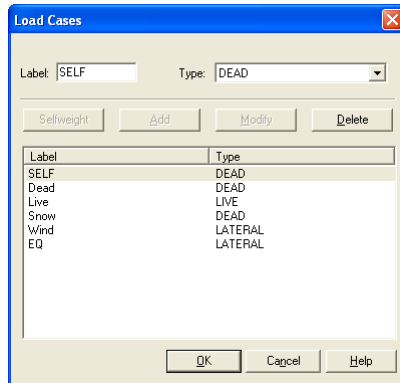 Load Cases
Label: SELF Type: DEAD
Selfweight Add Modify Delete
Label Type
SELF DEAD
Dead DEAD
Live LIVE
Snow DEAD
Wind LATERAL
EQ LATERAL
OK Cancel Help